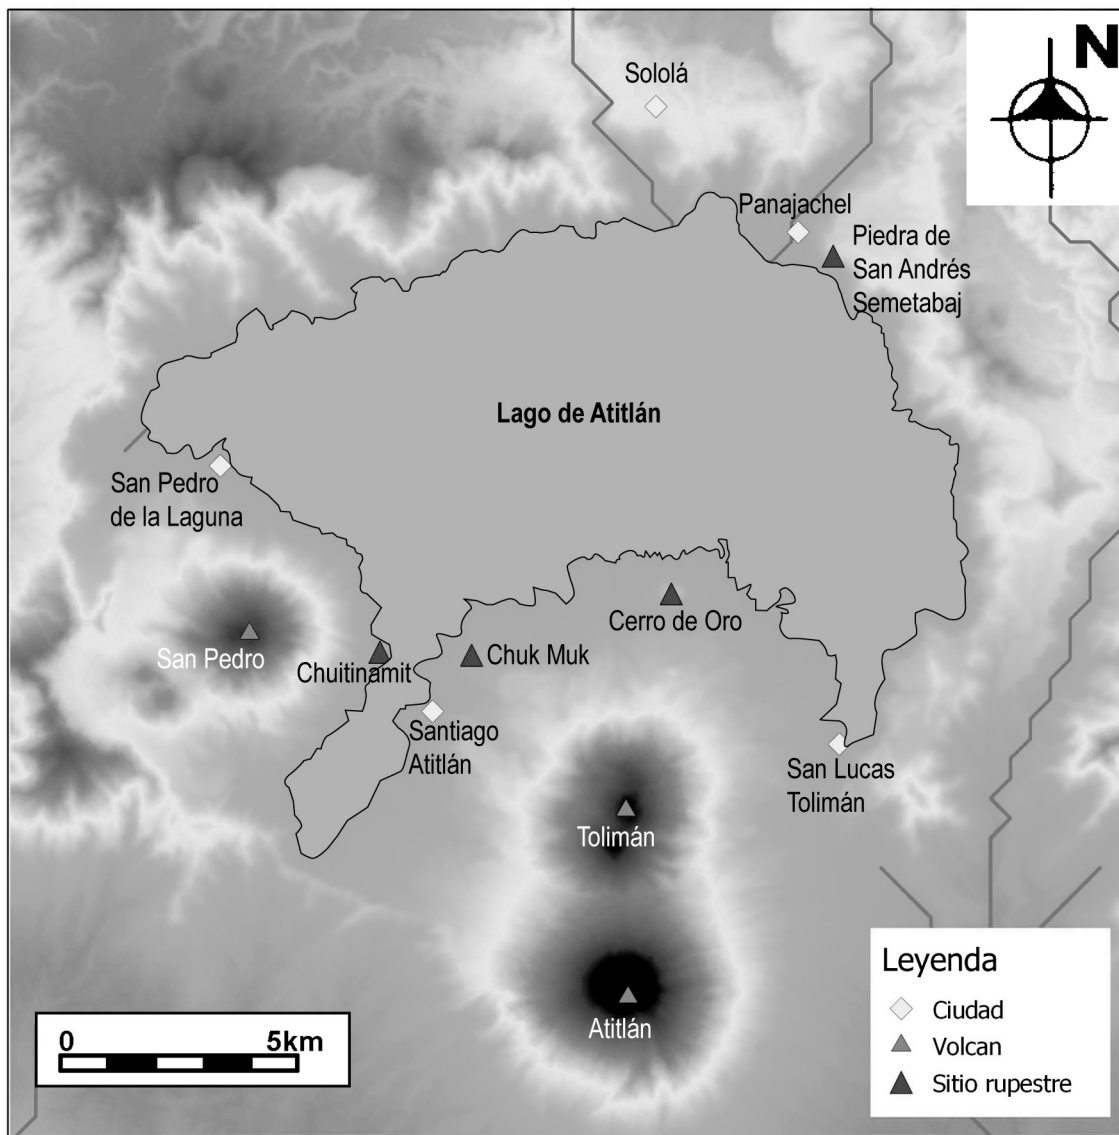 N
Sololá
Panajachel
Piedra de
San Andrés
Semetabaj
Lago de Atitlán
San Pedro
de la Laguna
Cerro de Oro
San Pedro
Chuitinamit
Chuk Muk
Santiago
Atitlán
San Lucas
Tolimán
Tolimán
Atitlán
Leyenda
Ciudad
Volcan
Sitio rupestre
0 5km